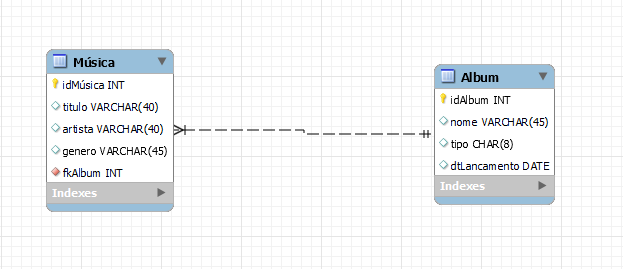 Música
idMúsica INT
titulo VARCHAR(40)
artista VARCHAR(40)
genero VARCHAR(45)
fkAlbum INT
Indexes
Album
idAlbum INT
nome VARCHAR(45)
tipo CHAR(8)
dtLancamento DATE
Indexes